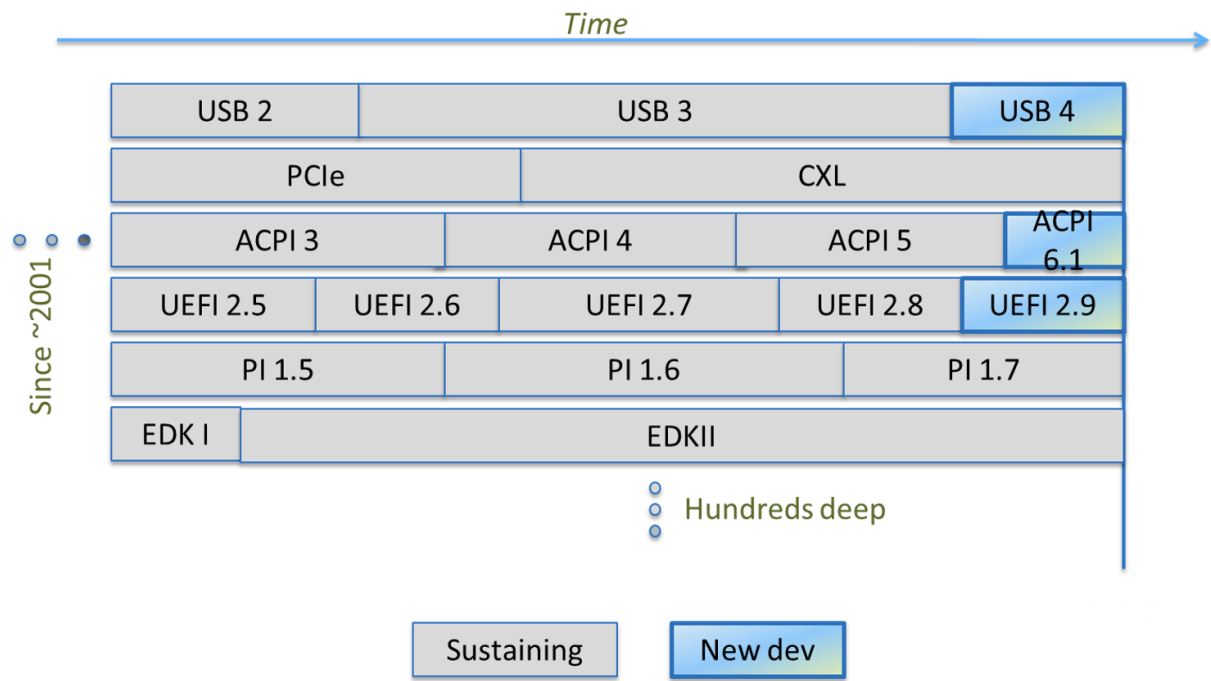 Time
USB 2
USB 3
USB 4
PCIe
CXL
ACPI 3
ACPI 4
ACPI 5
ACPI
6.1
UEFI 2.5
UEFI 2.6
UEFI 2.7
UEFI 2.8
UEFI 2.9
PI 1.5
PI 1.6
PI 1.7
EDK I
EDKII
Since ~2001
Hundreds deep
Sustaining
New dev